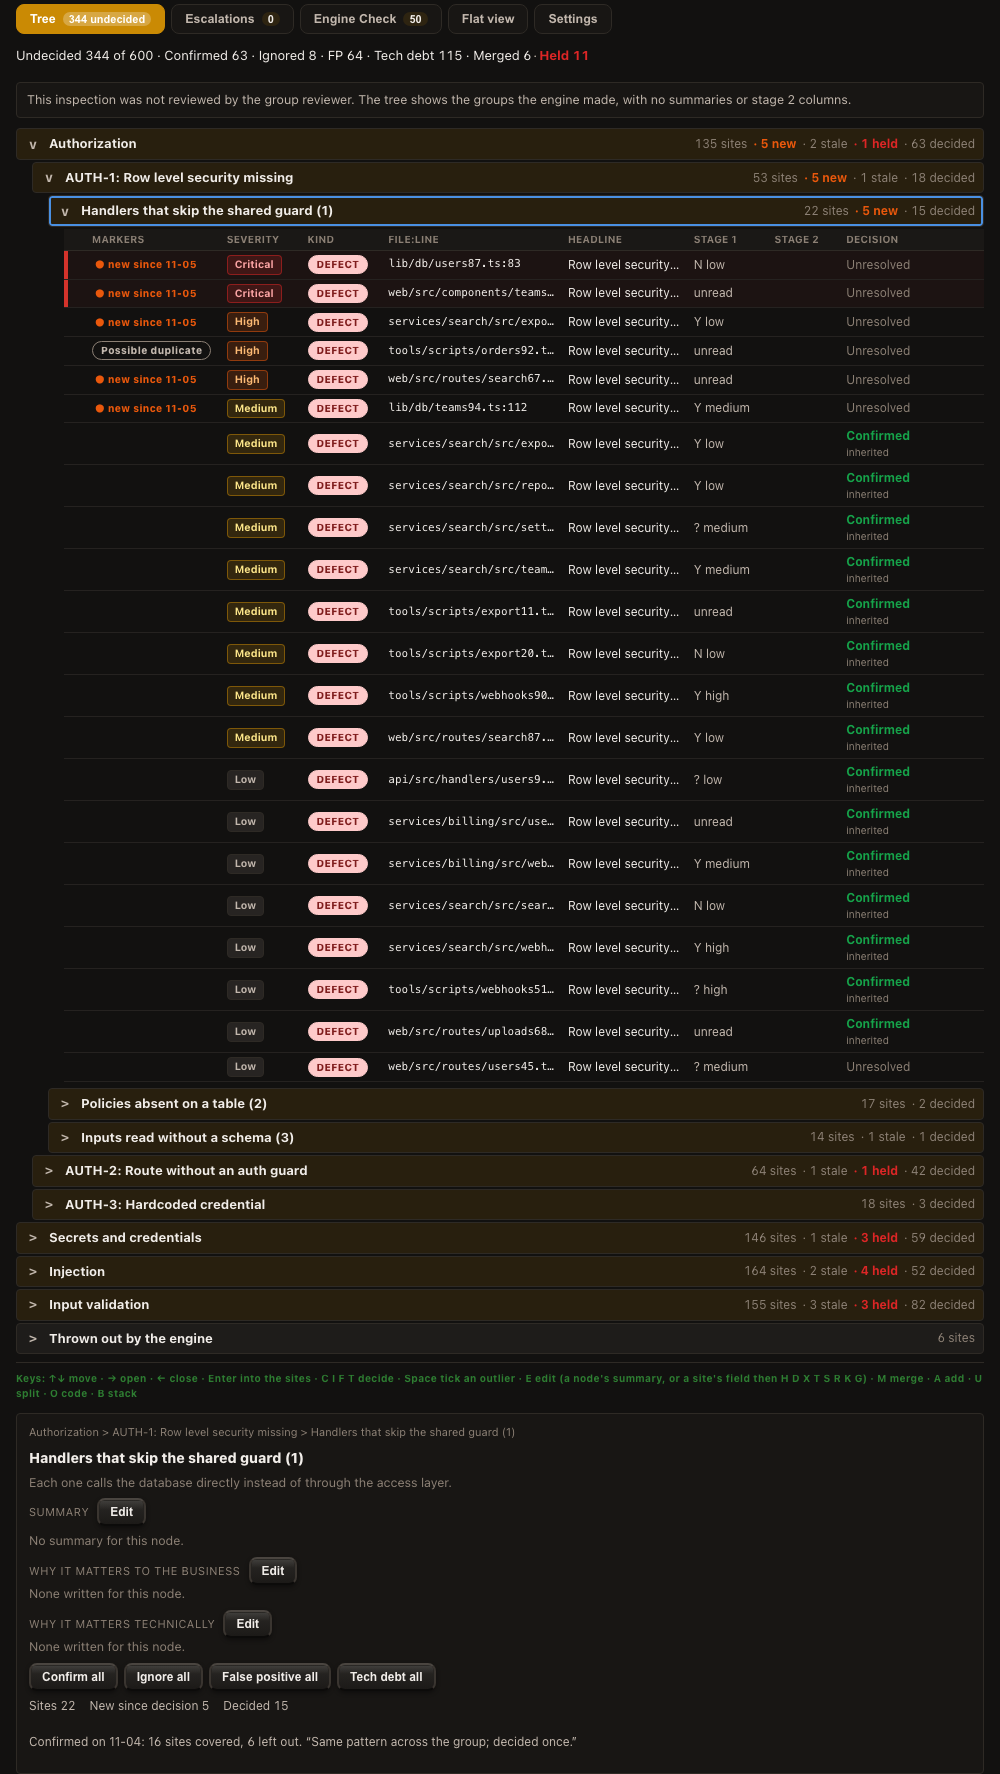 Tree 344 undecided Escalations 0 Engine Check 50 Flat view Settings
Undecided 344 of 600 · Confirmed 63 · Ignored 8 · FP 64 · Tech debt 115 · Merged 6 · Held 11
This inspection was not reviewed by the group reviewer. The tree shows the groups the engine made, with no summaries or stage 2 columns.
v Authorization 135 sites · 5 new · 2 stale · 1 held · 63 decided
v AUTH-1: Row level security missing 53 sites · 5 new · 1 stale · 18 decided
v Handlers that skip the shared guard (1) 22 sites · 5 new · 15 decided
MARKERS SEVERITY KIND FILE:LINE HEADLINE STAGE 1 STAGE 2 DECISION
● new since 11-05 Critical DEFECT lib/db/users87.ts:83 Row level security... N low Unresolved
● new since 11-05 Critical DEFECT web/src/components/teams... Row level security... unread Unresolved
● new since 11-05 High DEFECT services/search/src/expo... Row level security... Y low Unresolved
Possible duplicate High DEFECT tools/scripts/orders92.t... Row level security... unread Unresolved
● new since 11-05 High DEFECT web/src/routes/search67.... Row level security... unread Unresolved
● new since 11-05 Medium DEFECT lib/db/teams94.ts:112 Row level security... Y medium Unresolved
Medium DEFECT services/search/src/expo... Row level security... Y low Confirmed
inherited
Medium DEFECT services/search/src/repo... Row level security... Y low Confirmed
inherited
Medium DEFECT services/search/src/sett... Row level security... ? medium Confirmed
inherited
Medium DEFECT services/search/src/team... Row level security... Y medium Confirmed
inherited
Medium DEFECT tools/scripts/export11.t... Row level security... unread Confirmed
inherited
Medium DEFECT tools/scripts/export20.t... Row level security... N low Confirmed
inherited
Medium DEFECT tools/scripts/webhooks90... Row level security... Y high Confirmed
inherited
Medium DEFECT web/src/routes/search87.... Row level security... Y low Confirmed
inherited
Low DEFECT api/src/handlers/users9.... Row level security... ? low Confirmed
inherited
Low DEFECT services/billing/src/use... Row level security... unread Confirmed
inherited
Low DEFECT services/billing/src/web... Row level security... Y medium Confirmed
inherited
Low DEFECT services/search/src/sear... Row level security... N low Confirmed
inherited
Low DEFECT services/search/src/webh... Row level security... Y high Confirmed
inherited
Low DEFECT tools/scripts/webhooks51... Row level security... ? high Confirmed
inherited
Low DEFECT web/src/routes/uploads68... Row level security... unread Confirmed
inherited
Low DEFECT web/src/routes/users45.t... Row level security... ? medium Unresolved
> Policies absent on a table (2) 17 sites · 2 decided
> Inputs read without a schema (3) 14 sites · 1 stale · 1 decided
> AUTH-2: Route without an auth guard 64 sites · 1 stale · 1 held · 42 decided
> AUTH-3: Hardcoded credential 18 sites · 3 decided
> Secrets and credentials 146 sites · 1 stale · 3 held · 59 decided
> Injection 164 sites · 2 stale · 4 held · 52 decided
> Input validation 155 sites · 3 stale · 3 held · 82 decided
> Thrown out by the engine 6 sites
Keys: ↑↓ move · → open · ← close · Enter into the sites · C I F T decide · Space tick an outlier · E edit (a node's summary, or a site's field then H D X T S R K G) · M merge · A add · U
split · O code · B stack
Authorization > AUTH-1: Row level security missing > Handlers that skip the shared guard (1)
Handlers that skip the shared guard (1)
Each one calls the database directly instead of through the access layer.
SUMMARY Edit
No summary for this node.
WHY IT MATTERS TO THE BUSINESS Edit
None written for this node.
WHY IT MATTERS TECHNICALLY Edit
None written for this node.
Confirm all Ignore all False positive all Tech debt all
Sites 22 New since decision 5 Decided 15
Confirmed on 11-04: 16 sites covered, 6 left out. "Same pattern across the group; decided once."